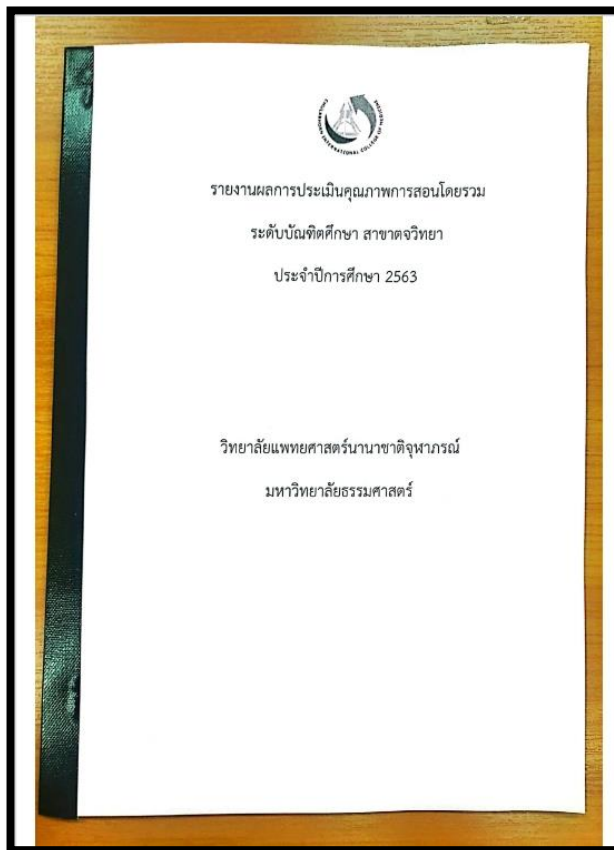 CHULABHORN INTERNATIONAL COLLEGE OF MEDICINE
รายงานผลการประเมินคุณภาพการสอนโดยรวม
ระดับบัณฑิตศึกษา สาขาตจวิทยา
ประจำปีการศึกษา 2563
วิทยาลัยแพทยศาสตร์นานาชาติจุฬาภรณ์
มหาวิทยาลัยธรรมศาสตร์